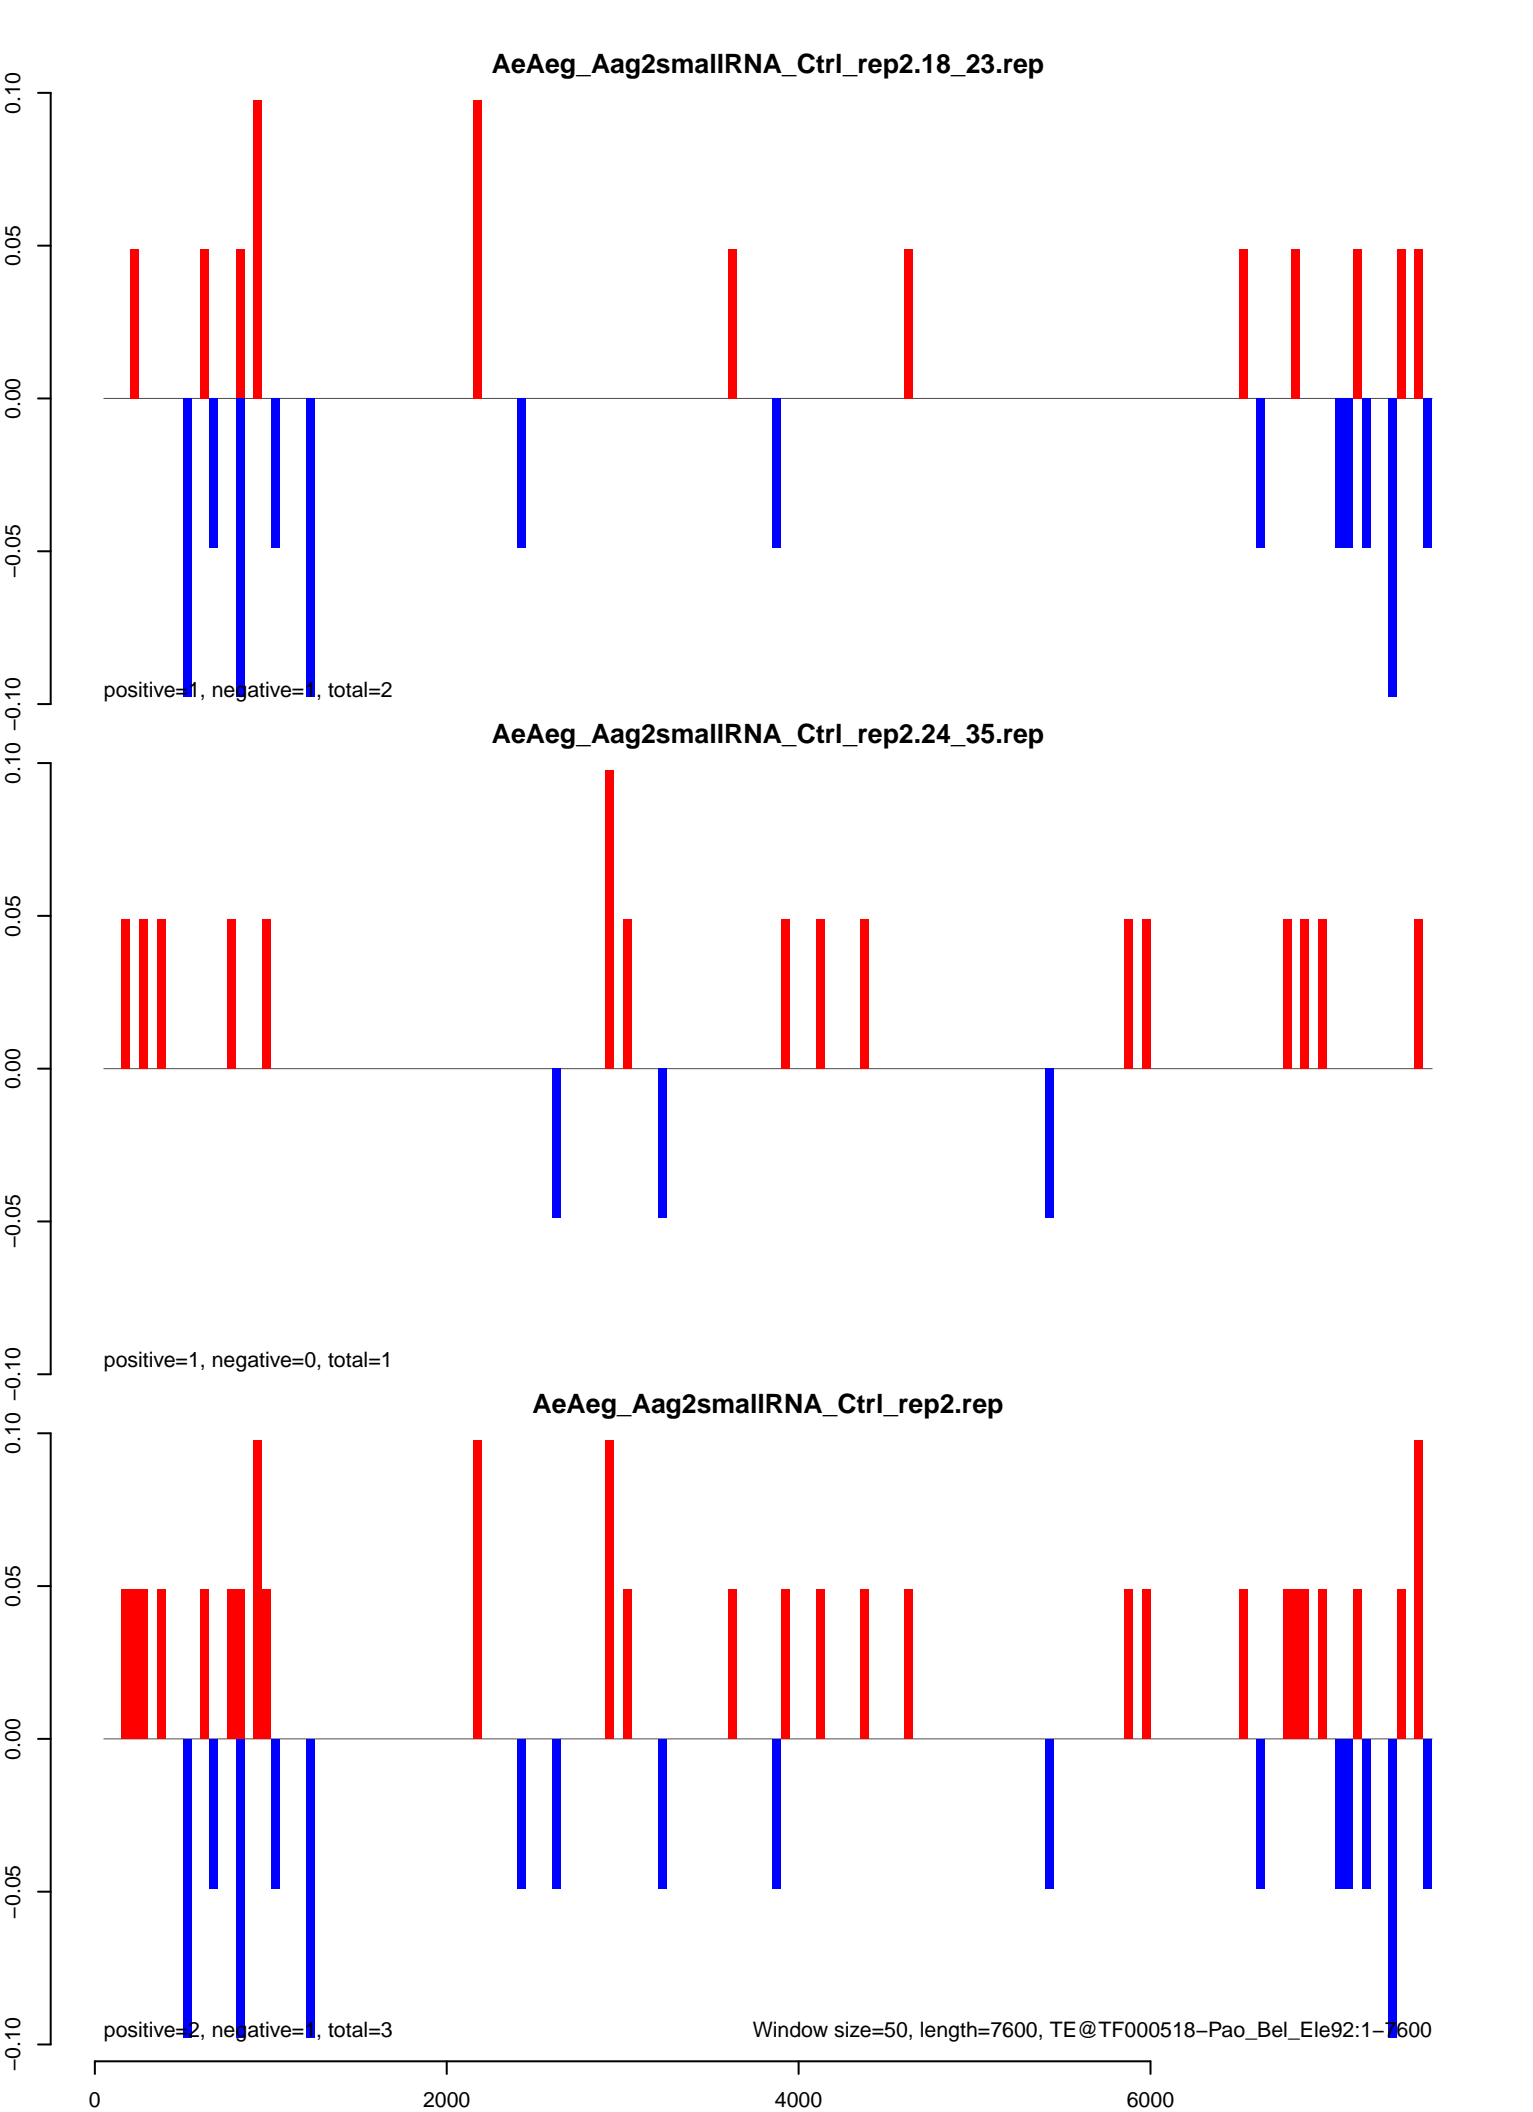 AeAeg_Aag2smallRNA_Ctrl_rep2.18_23.rep
0.10
0.05
0.00
−0.05
−0.10
positive=1, negative=1, total=2
AeAeg_Aag2smallRNA_Ctrl_rep2.24_35.rep
0.10
0.05
0.00
−0.05
−0.10
positive=1, negative=0, total=1
AeAeg_Aag2smallRNA_Ctrl_rep2.rep
0.10
0.05
0.00
−0.05
−0.10
positive=2, negative=1, total=3
Window size=50, length=7600, TE@TF000518−Pao_Bel_Ele92:1−7600
0 2000 4000 6000